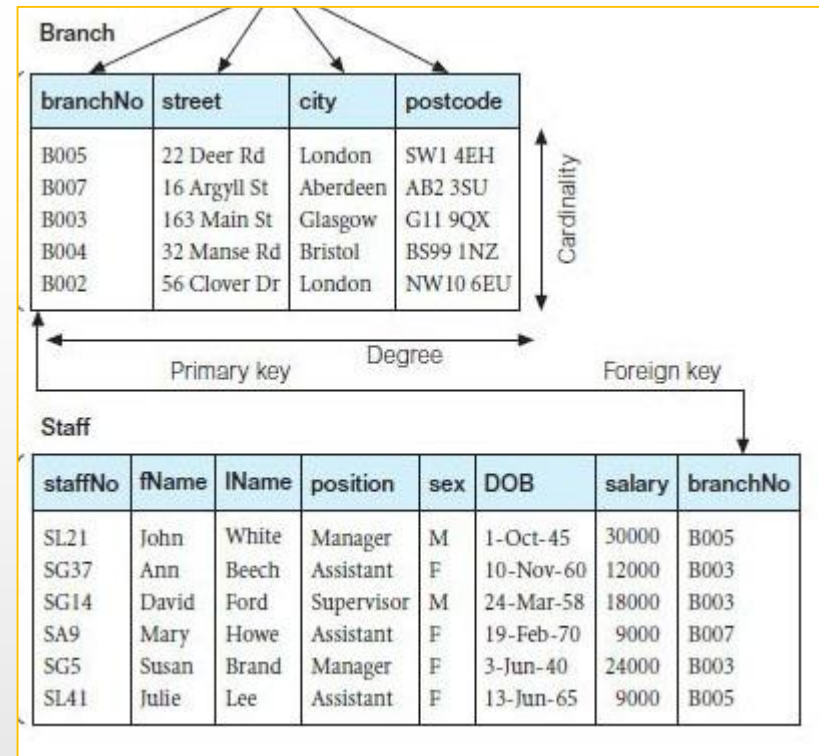 Branch
branchNo street city postcode
B005 22 Deer Rd London SW1 4EH
B007 16 Argyll St Aberdeen AB2 3SU
B003 163 Main St Glasgow G11 9QX
B004 32 Manse Rd Bristol BS99 1NZ
B002 56 Clover Dr London NW10 6EU
Cardinality
Degree
Primary key Foreign key
Staff
staffNo fName lName position sex DOB salary branchNo
SL21 John White Manager M 1-Oct-45 30000 B005
SG37 Ann Beech Assistant F 10-Nov-60 12000 B003
SG14 David Ford Supervisor M 24-Mar-58 18000 B003
SA9 Mary Howe Assistant F 19-Feb-70 9000 B007
SG5 Susan Brand Manager F 3-Jun-40 24000 B003
SL41 Julie Lee Assistant F 13-Jun-65 9000 B005